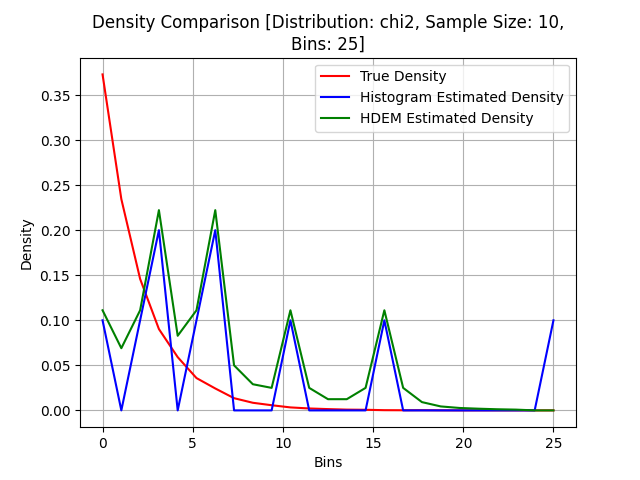 Density Comparison [Distribution: chi2, Sample Size: 10,
Bins: 25]
True Density
Histogram Estimated Density
HDEM Estimated Density
Density
0.35
0.30
0.25
0.20
0.15
0.10
0.05
0.00
0 5 10 15 20 25
Bins